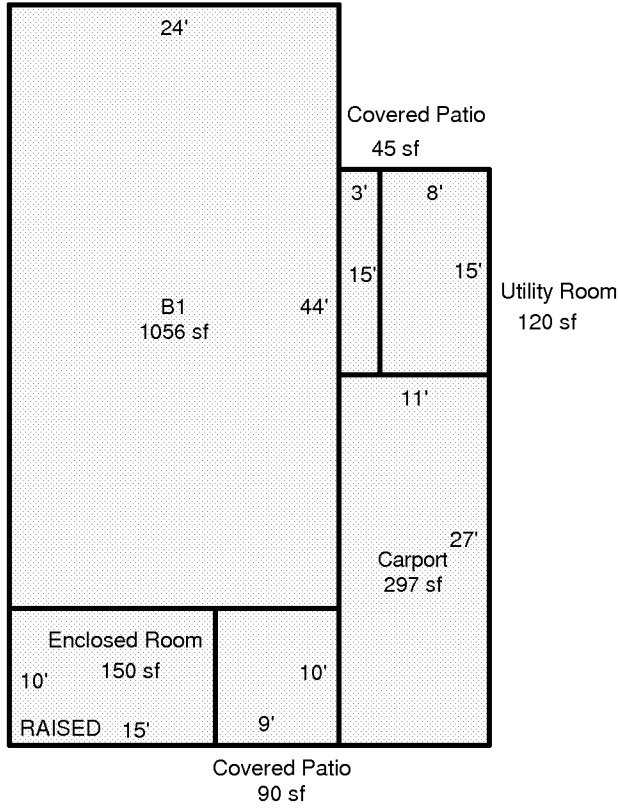 24'
Covered Patio
45 sf
3'
8'
15'
15'
Utility Room
120 sf
B1
1056 sf
44'
11'
27'
Carport
297 sf
Enclosed Room
150 sf
10'
10'
RAISED
15'
9'
Covered Patio
90 sf